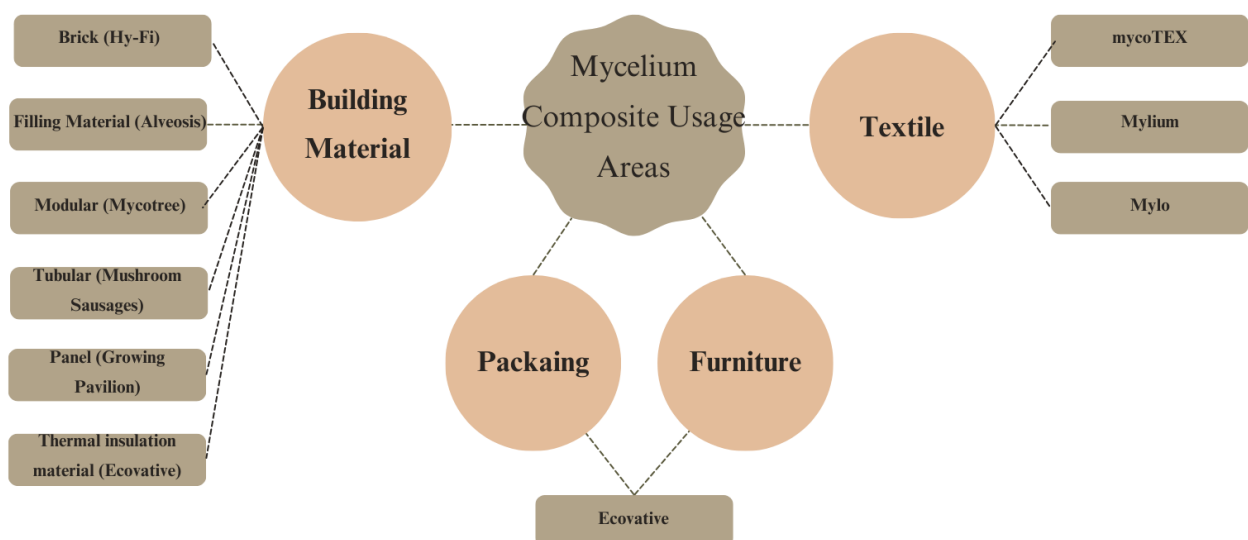 Brick (Hy-Fi)
Filling Material (Alveosis)
Modular (Mycotree)
Tubular (Mushroom
Sausages)
Panel (Growing
Pavilion)
Thermal insulation
material (Ecovative)
Building
Material
Mycelium
Composite Usage
Areas
Textile
mycoTEX
Mylium
Mylo
Packaing
Furniture
Ecovative